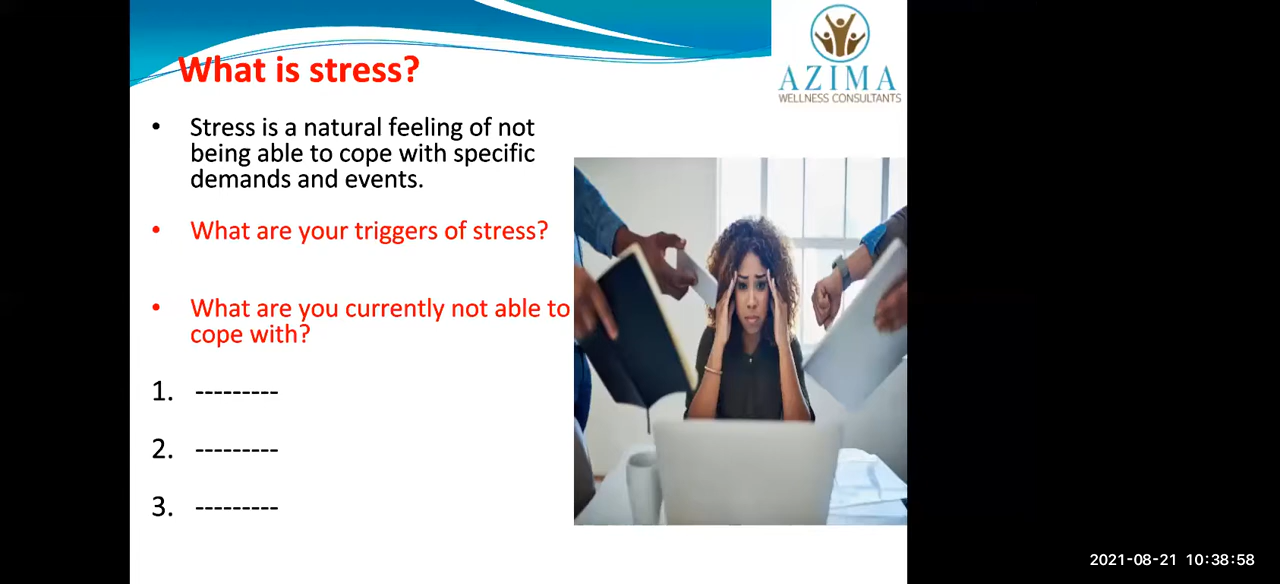 What is stress?
AZIMA
WELLNESS CONSULTANTS
• Stress is a natural feeling of not
being able to cope with specific
demands and events.
• What are your triggers of stress?
• What are you currently not able to
cope with?
1. ---------
2. ---------
3. ---------
2021-08-21 10:38:58